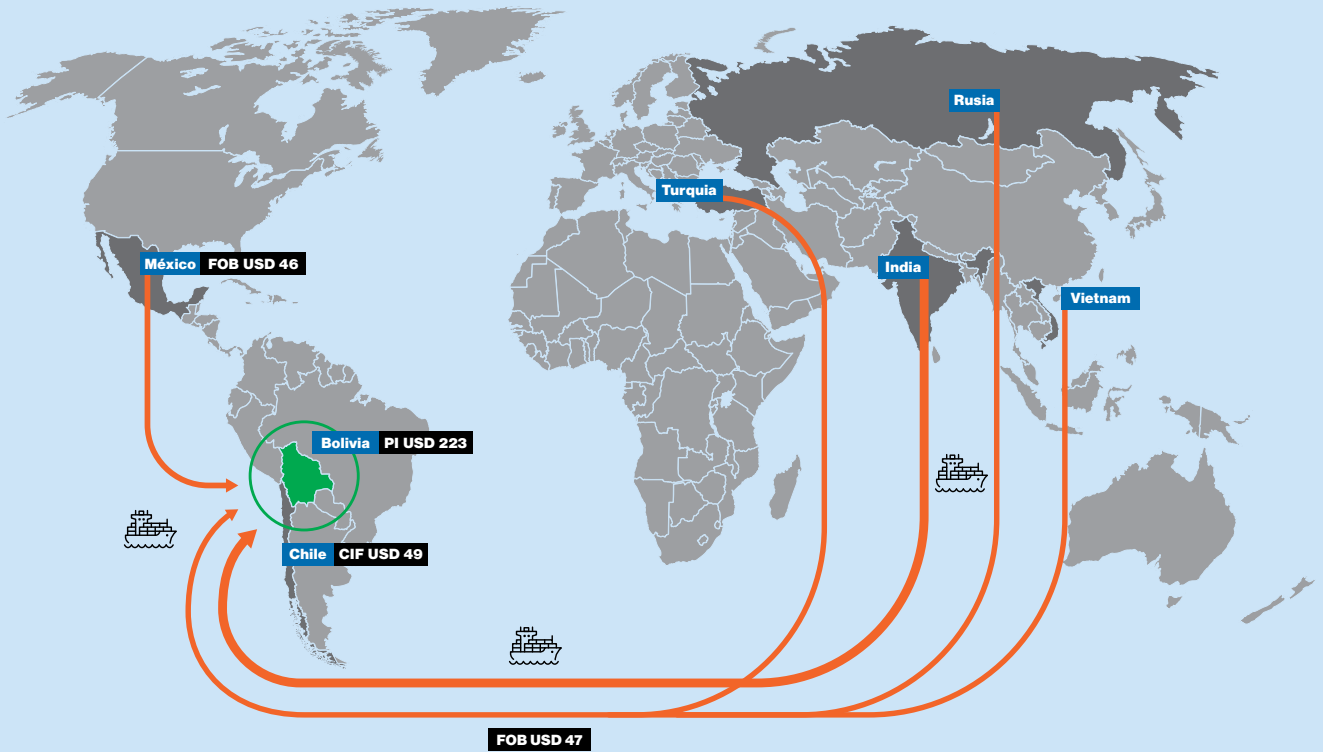 Rusia
Turquia
México FOB USD 46
India
Vietnam
Bolivia PI USD 223
Chile CIF USD 49
FOB USD 47